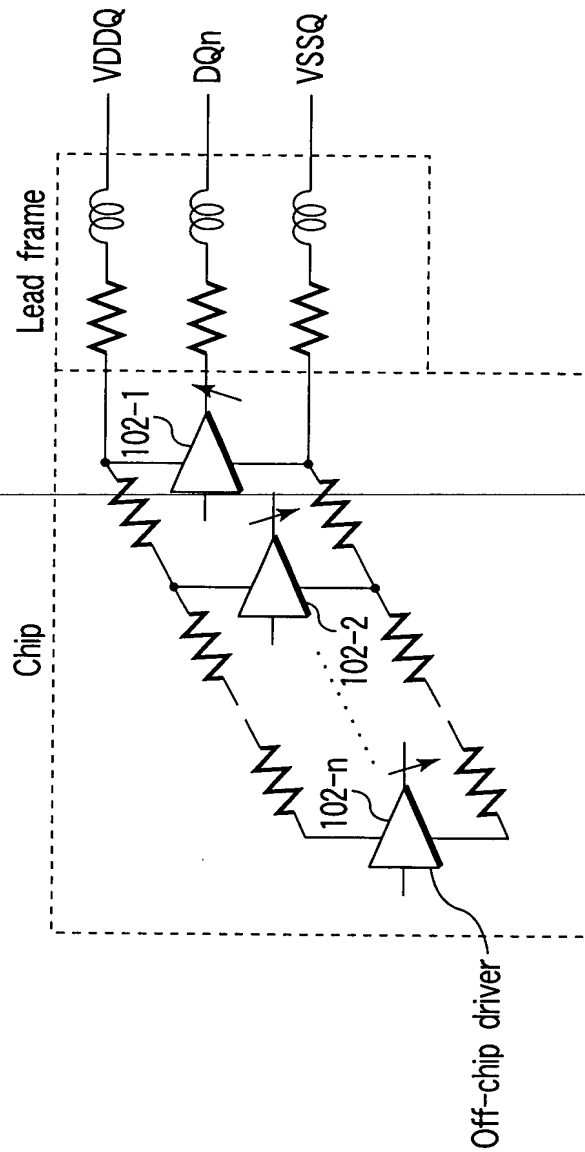 Chip
Lead frame
VDDQ
DQn
VSSQ
102-1
102-2
102-n
Off-chip driver